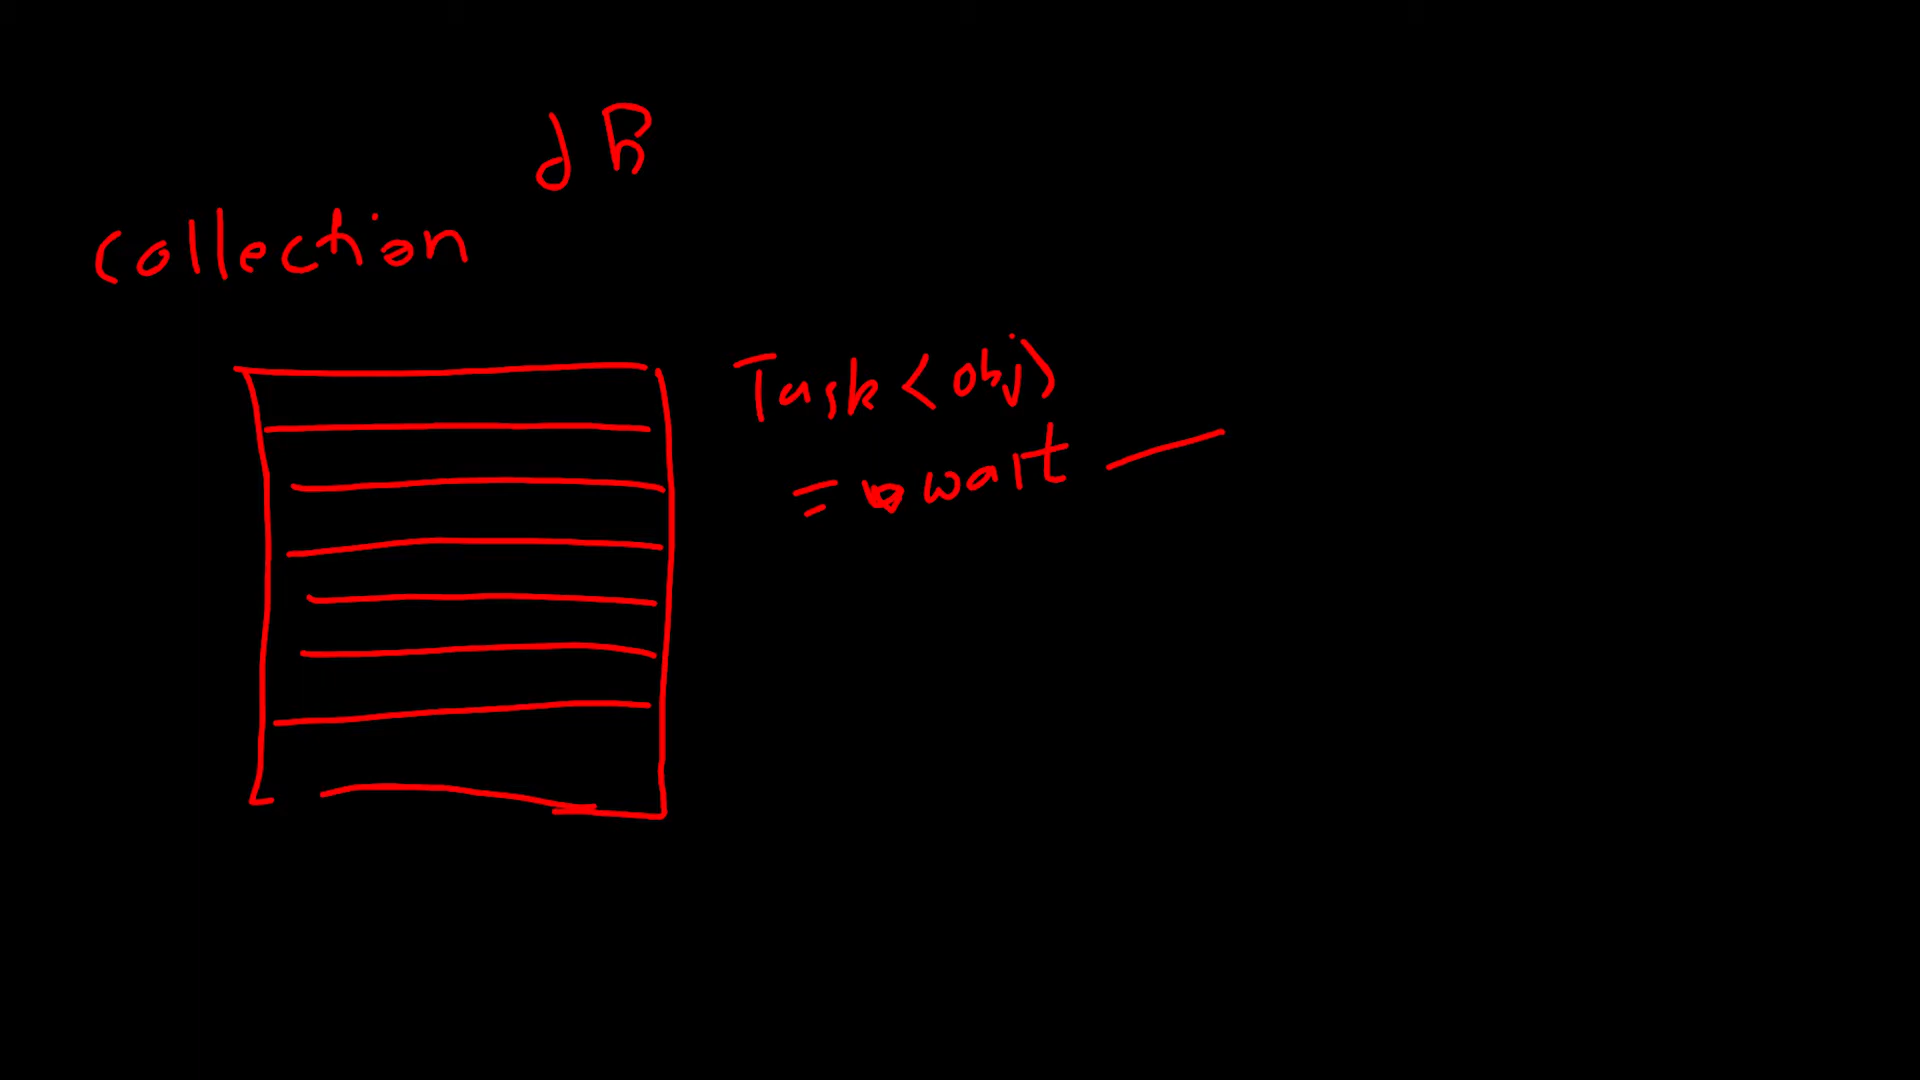 dB
collection
Task<obj>
= await